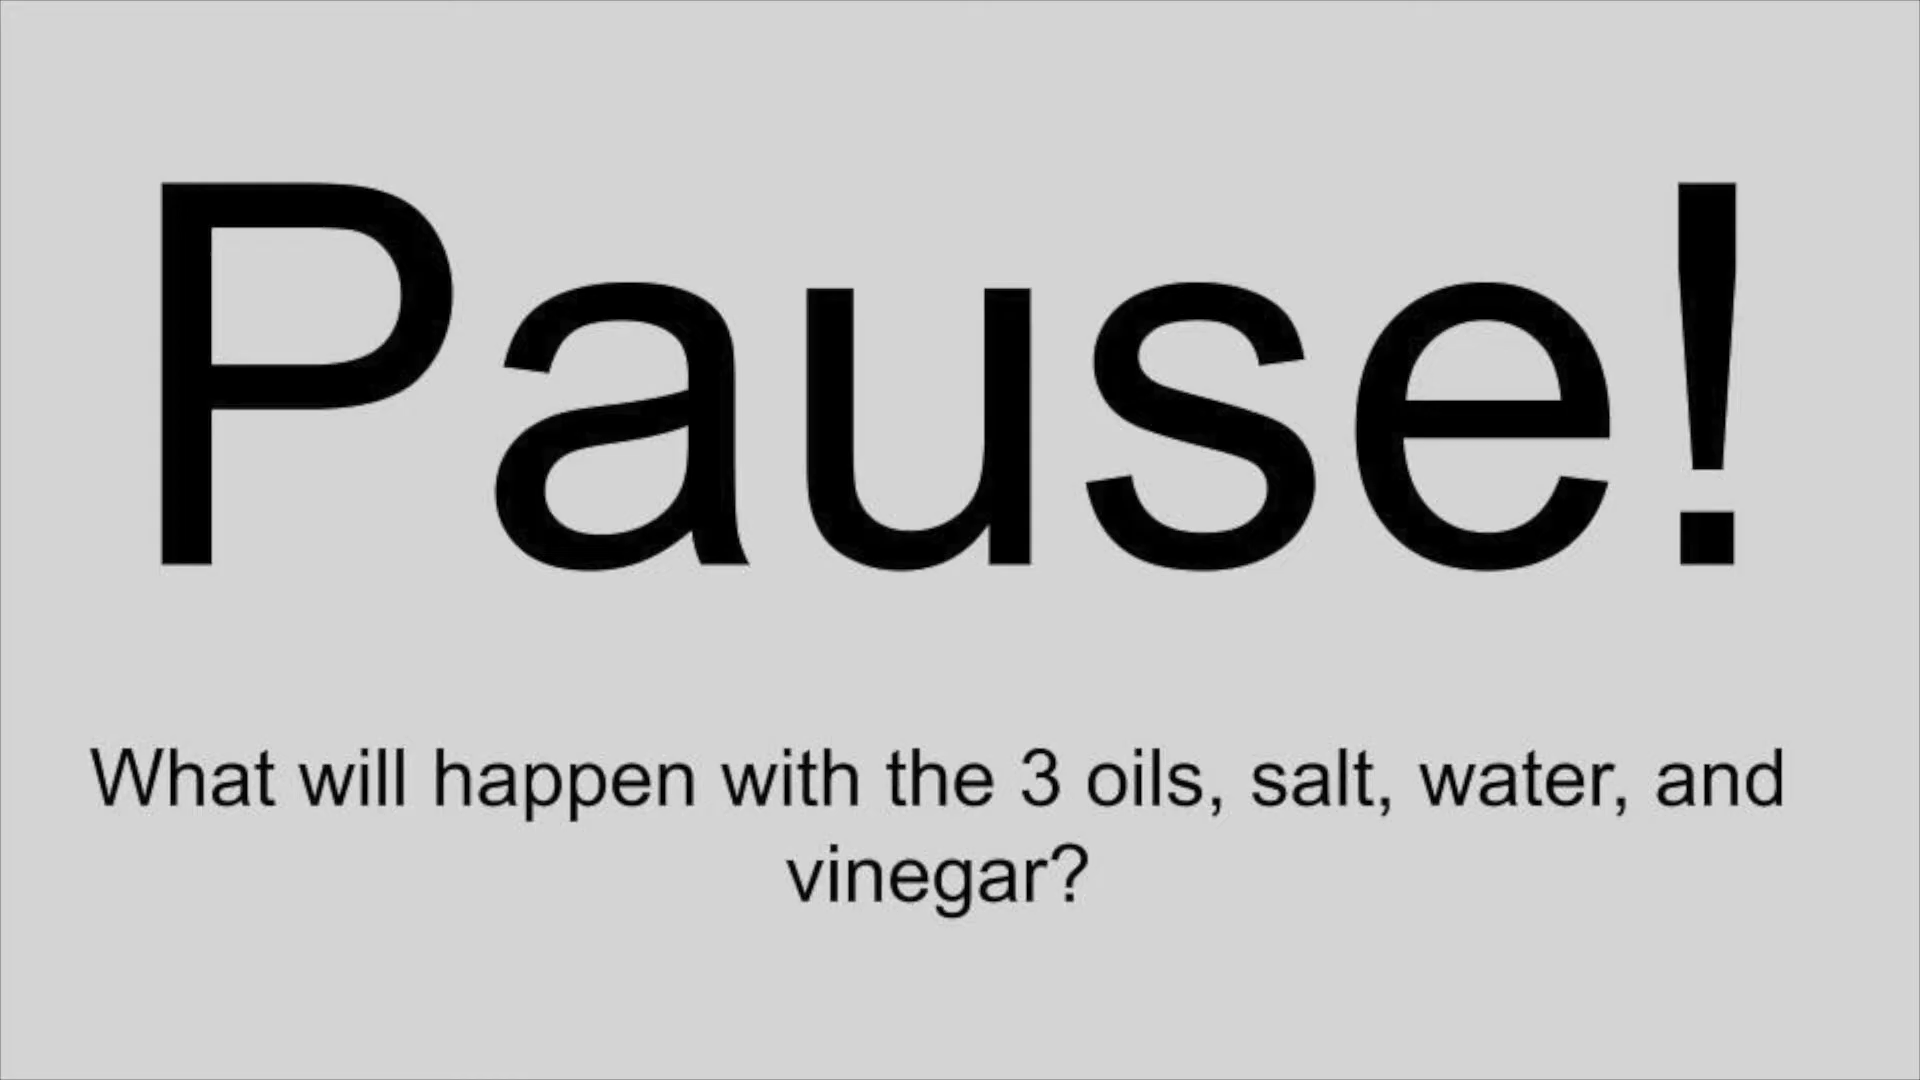 Pause!
What will happen with the 3 oils, salt, water, and
vinegar?